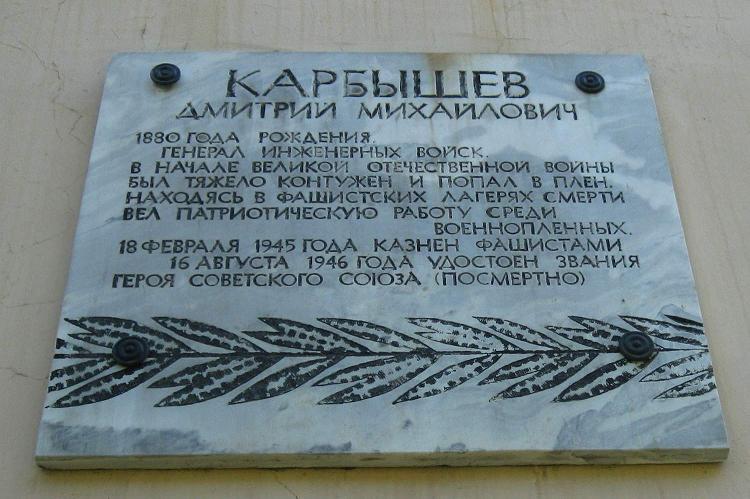 КАРБЫШЕВ
ДМИТРИЙ МИХАЙЛОВИЧ
1880 ГОДА РОЖДЕНИЯ.
ГЕНЕРАЛ ИНЖЕНЕРНЫХ ВОЙСК.
В НАЧАЛЕ ВЕЛИКОЙ ОТЕЧЕСТВЕННОЙ ВОЙНЫ
БЫЛ ТЯЖЕЛО КОНТУЖЕН И ПОПАЛ В ПЛЕН.
НАХОДЯСЬ В ФАШИСТСКИХ ЛАГЕРЯХ СМЕРТИ
ВЕЛ ПАТРИОТИЧЕСКУЮ РАБОТУ СРЕДИ
ВОЕННОПЛЕННЫХ.
18 ФЕВРАЛЯ 1945 ГОДА КАЗНЕН ФАШИСТАМИ
16 АВГУСТА 1946 ГОДА УДОСТОЕН ЗВАНИЯ
ГЕРОЯ СОВЕТСКОГО СОЮЗА (ПОСМЕРТНО)